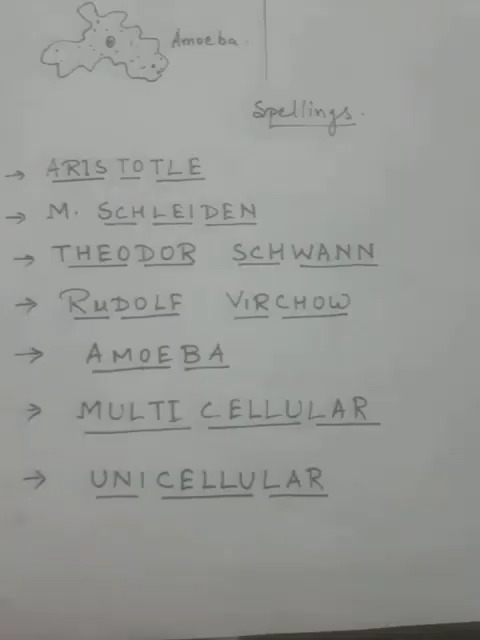 Amoeba.
Spellings.
→ ARISTOTLE
→ M. SCHLEIDEN
→ THEODOR SCHWANN
→ RUDOLF VIRCHOW
→ AMOEBA
→ MULTI CELLULAR
→ UNICELLULAR